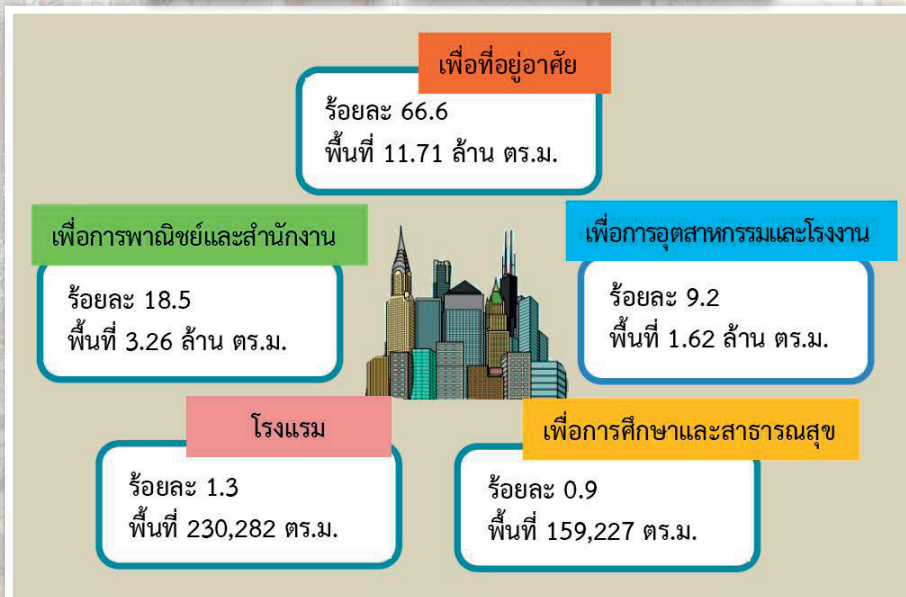 เพื่อที่อยู่อาศัย
ร้อยละ 66.6
พื้นที่ 11.71 ล้าน ตร.ม.
เพื่อการพาณิชย์และสำนักงาน
ร้อยละ 18.5
พื้นที่ 3.26 ล้าน ตร.ม.
เพื่อการอุตสาหกรรมและโรงงาน
ร้อยละ 9.2
พื้นที่ 1.62 ล้าน ตร.ม.
โรงแรม
ร้อยละ 1.3
พื้นที่ 230,282 ตร.ม.
เพื่อการศึกษาและสาธารณสุข
ร้อยละ 0.9
พื้นที่ 159,227 ตร.ม.